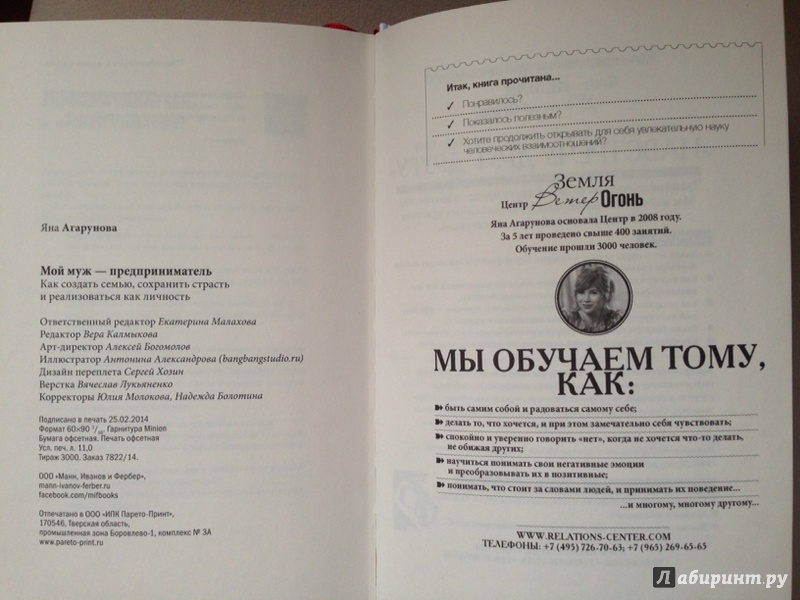 Яна Агарунова
Мой муж — предприниматель
Как создать семью, сохранить страсть
и реализоваться как личность
Ответственный редактор Екатерина Малахова
Редактор Вера Калмыкова
Арт-директор Алексей Богомолов
Иллюстратор Антонина Александрова (bangbangstudio.ru)
Дизайн переплета Сергей Хозин
Верстка Вячеслав Лукьяненко
Корректоры Юлия Молокова, Надежда Болотина
Подписано в печать 25.02.2014
Формат 60×90 1/16. Гарнитура Minion
Бумага офсетная. Печать офсетная
Усл. печ. л. 11,0
Тираж 3000. Заказ 7822/14.
ООО «Манн, Иванов и Фербер»
mann-ivanov-ferber.ru
facebook.com/mifbooks
Отпечатано в ООО «ИПК Парето-Принт»,
170546, Тверская область,
промышленная зона Боровлево-1, комплекс № 3А
www.pareto-print.ru
Итак, книга прочитана...
✓ Понравилось?
✓ Показалось полезным?
✓ Хотите продолжить открывать для себя увлекательную науку
человеческих взаимоотношений?
Земля
Центр Ветер Огонь
Яна Агарунова основала Центр в 2008 году.
За 5 лет проведено свыше 400 занятий.
Обучение прошли 3000 человек.
МЫ ОБУЧАЕМ ТОМУ,
КАК:
быть самим собой и радоваться самому себе;
делать то, что хочется, и при этом замечательно себя чувствовать;
спокойно и уверенно говорить «нет», когда не хочется что-то делать,
не обижая других;
научиться понимать свои негативные эмоции
и преобразовывать их в позитивные;
понимать, что стоит за словами людей, и принимать их поведение...
...и многому, многому другому...
WWW.RELATIONS-CENTER.COM
ТЕЛЕФОНЫ: +7 (495) 726-70-63; +7 (965) 269-65-65
Лабиринт.ру